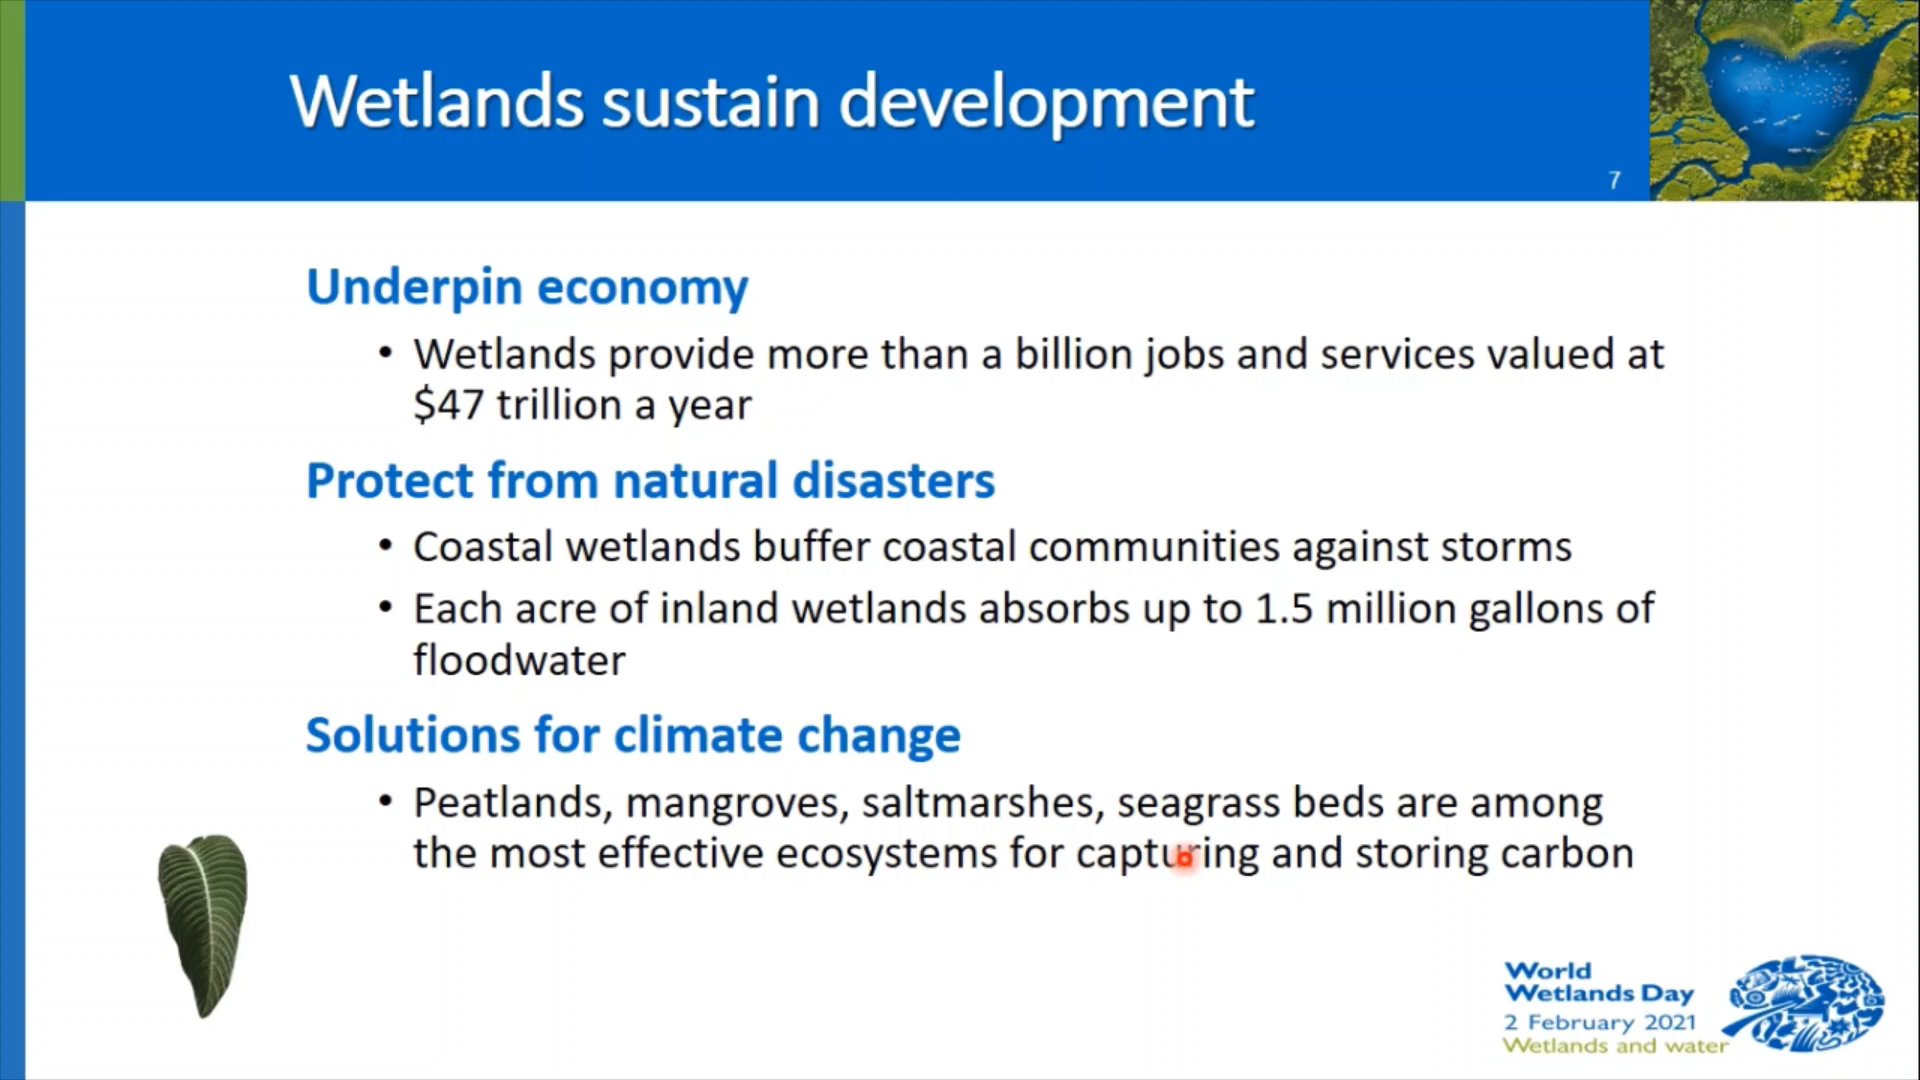 Wetlands sustain development
7
Underpin economy
• Wetlands provide more than a billion jobs and services valued at
$47 trillion a year
Protect from natural disasters
• Coastal wetlands buffer coastal communities against storms
• Each acre of inland wetlands absorbs up to 1.5 million gallons of
floodwater
Solutions for climate change
• Peatlands, mangroves, saltmarshes, seagrass beds are among
the most effective ecosystems for capturing and storing carbon
World
Wetlands Day
2 February 2021
Wetlands and water